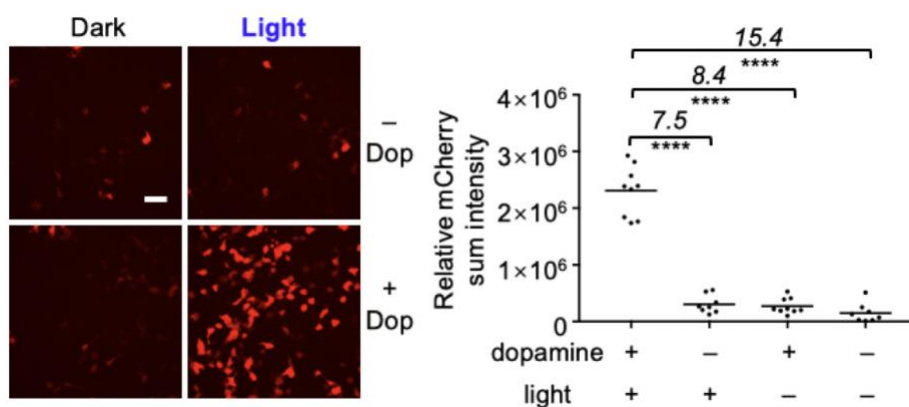 Dark Light
– Dop
+ Dop
15.4
****
8.4
****
7.5
****
Relative mCherry sum intensity
4×10⁶
3×10⁶
2×10⁶
1×10⁶
0
dopamine + – + –
light + + – –